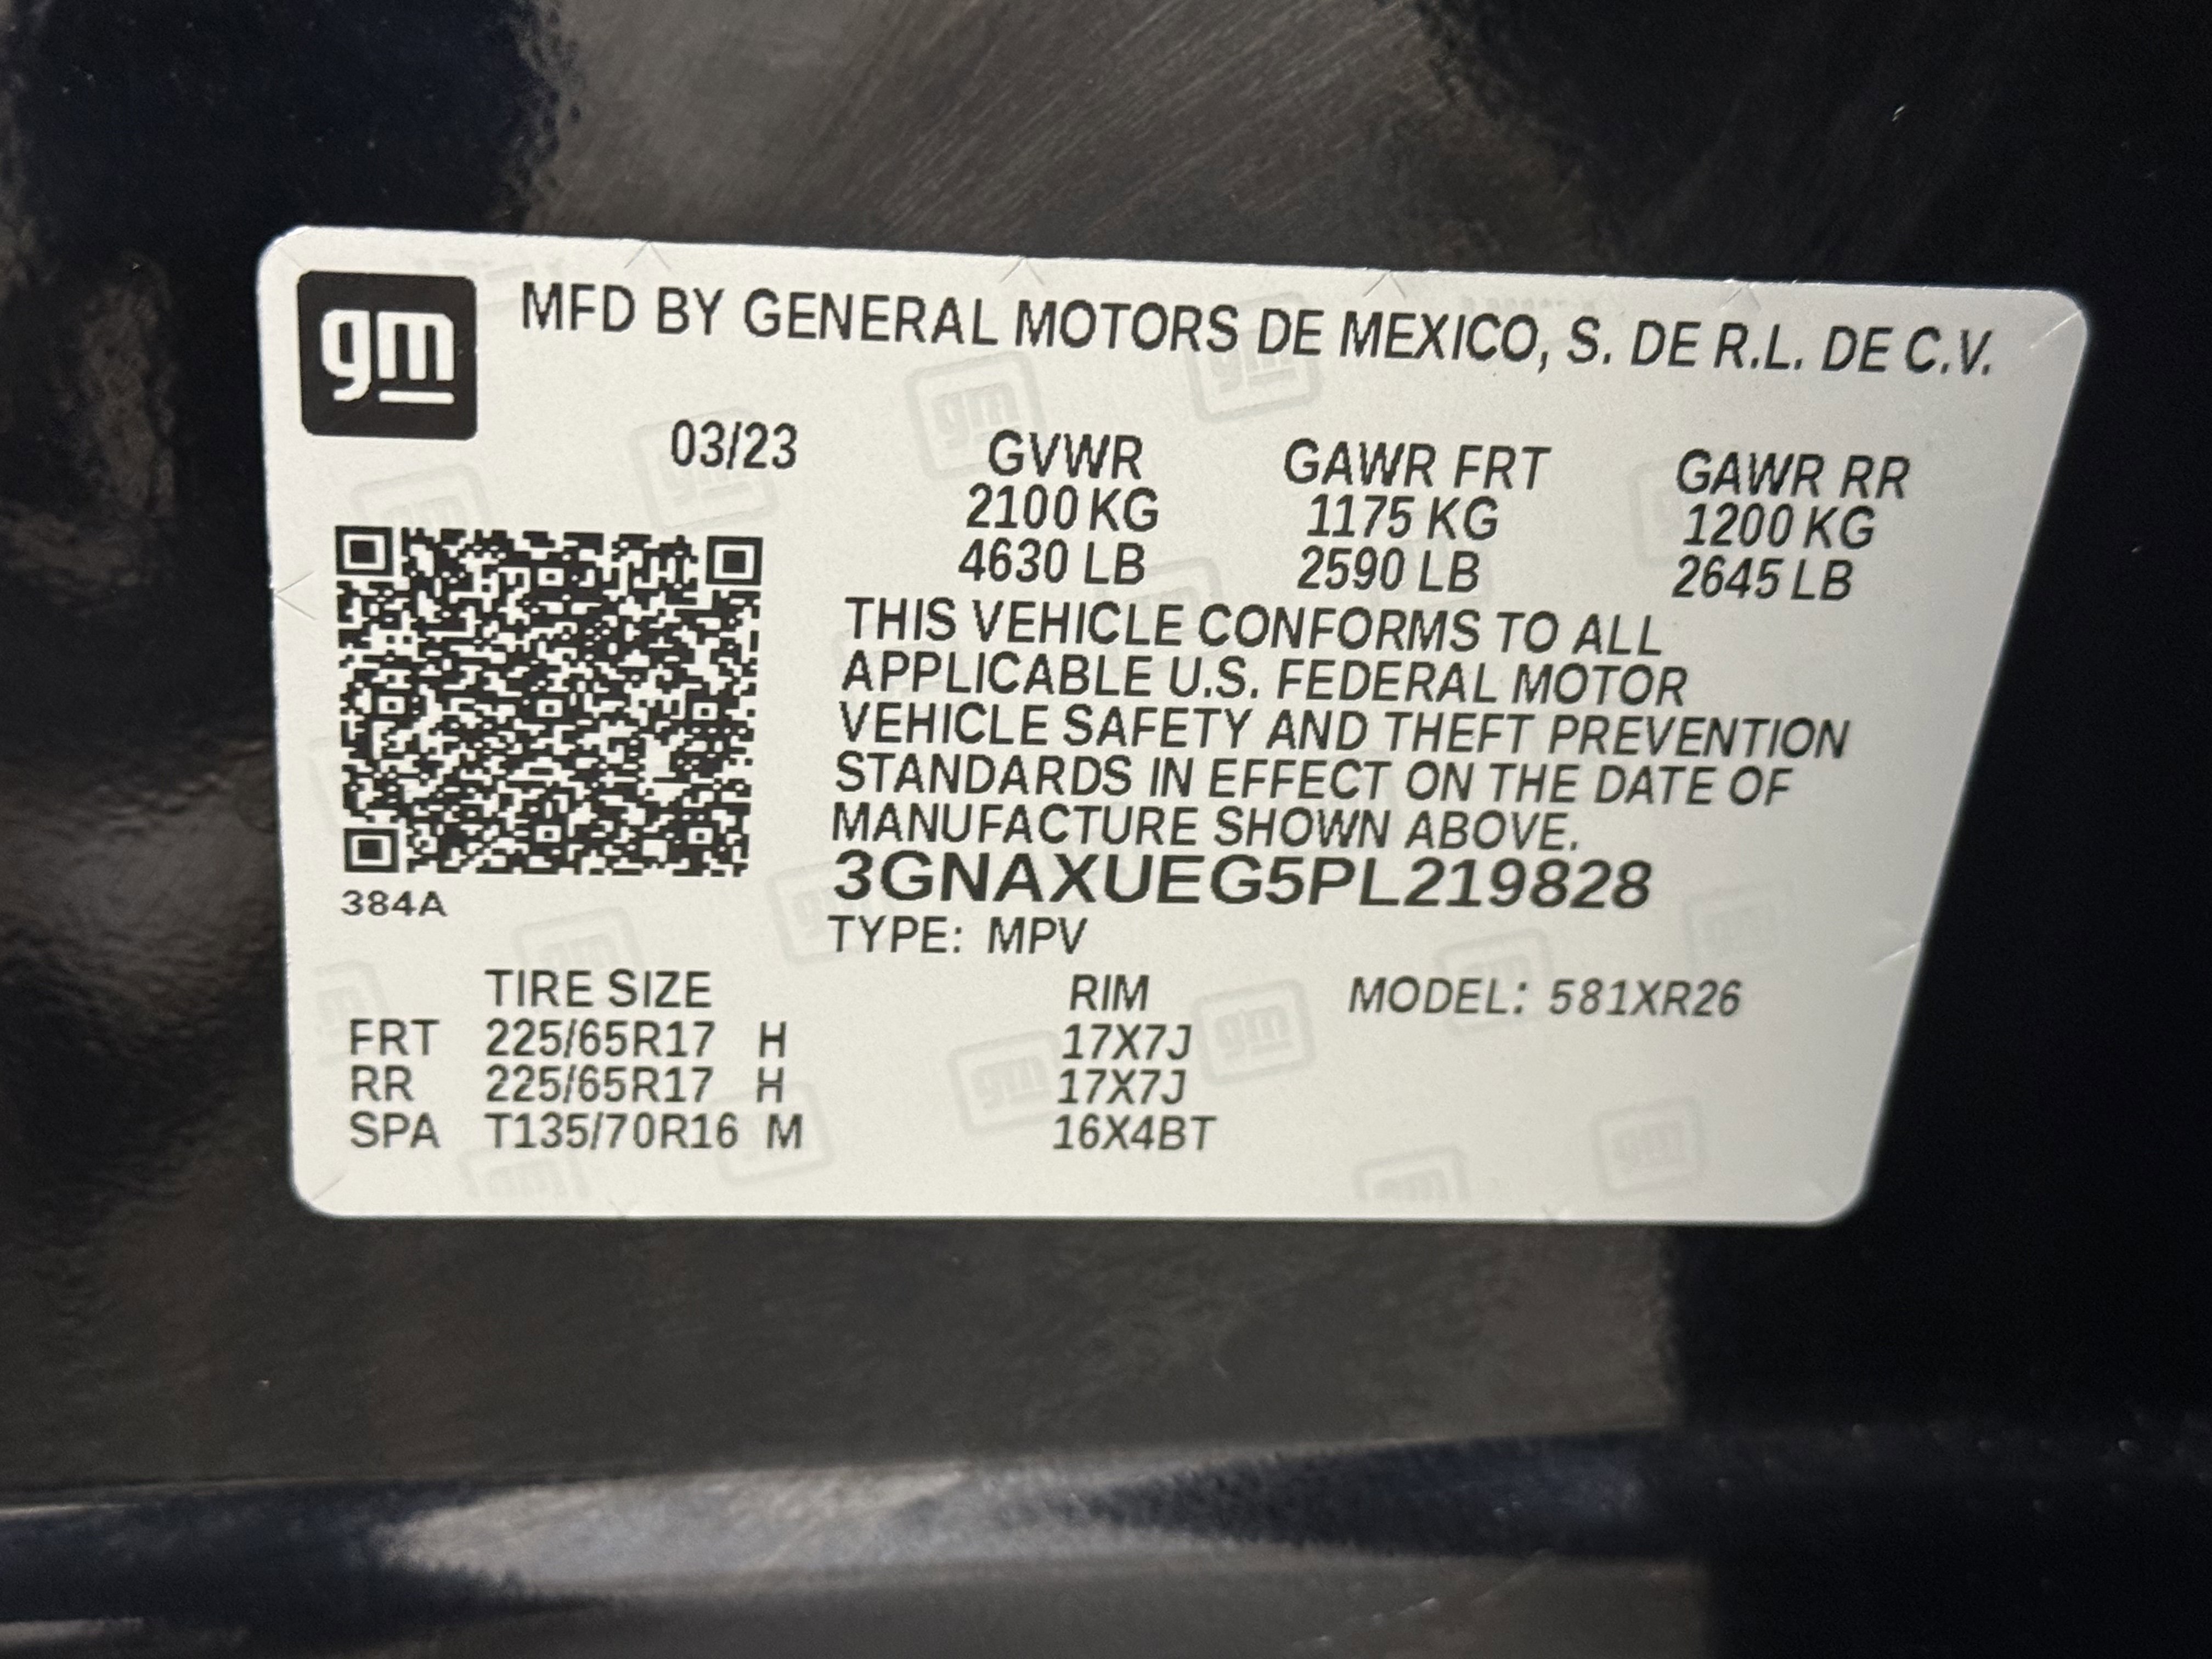 gm
MFD BY GENERAL MOTORS DE MEXICO, S. DE R.L. DE C.V.
03/23
GVWR GAWR FRT GAWR RR
2100 KG 1175 KG 1200 KG
4630 LB 2590 LB 2645 LB
THIS VEHICLE CONFORMS TO ALL
APPLICABLE U.S. FEDERAL MOTOR
VEHICLE SAFETY AND THEFT PREVENTION
STANDARDS IN EFFECT ON THE DATE OF
MANUFACTURE SHOWN ABOVE.
3GNAXUEG5PL219828
384A
TYPE: MPV
TIRE SIZE RIM MODEL: 581XR26
FRT 225/65R17 H 17X7J
RR 225/65R17 H 17X7J
SPA T135/70R16 M 16X4BT